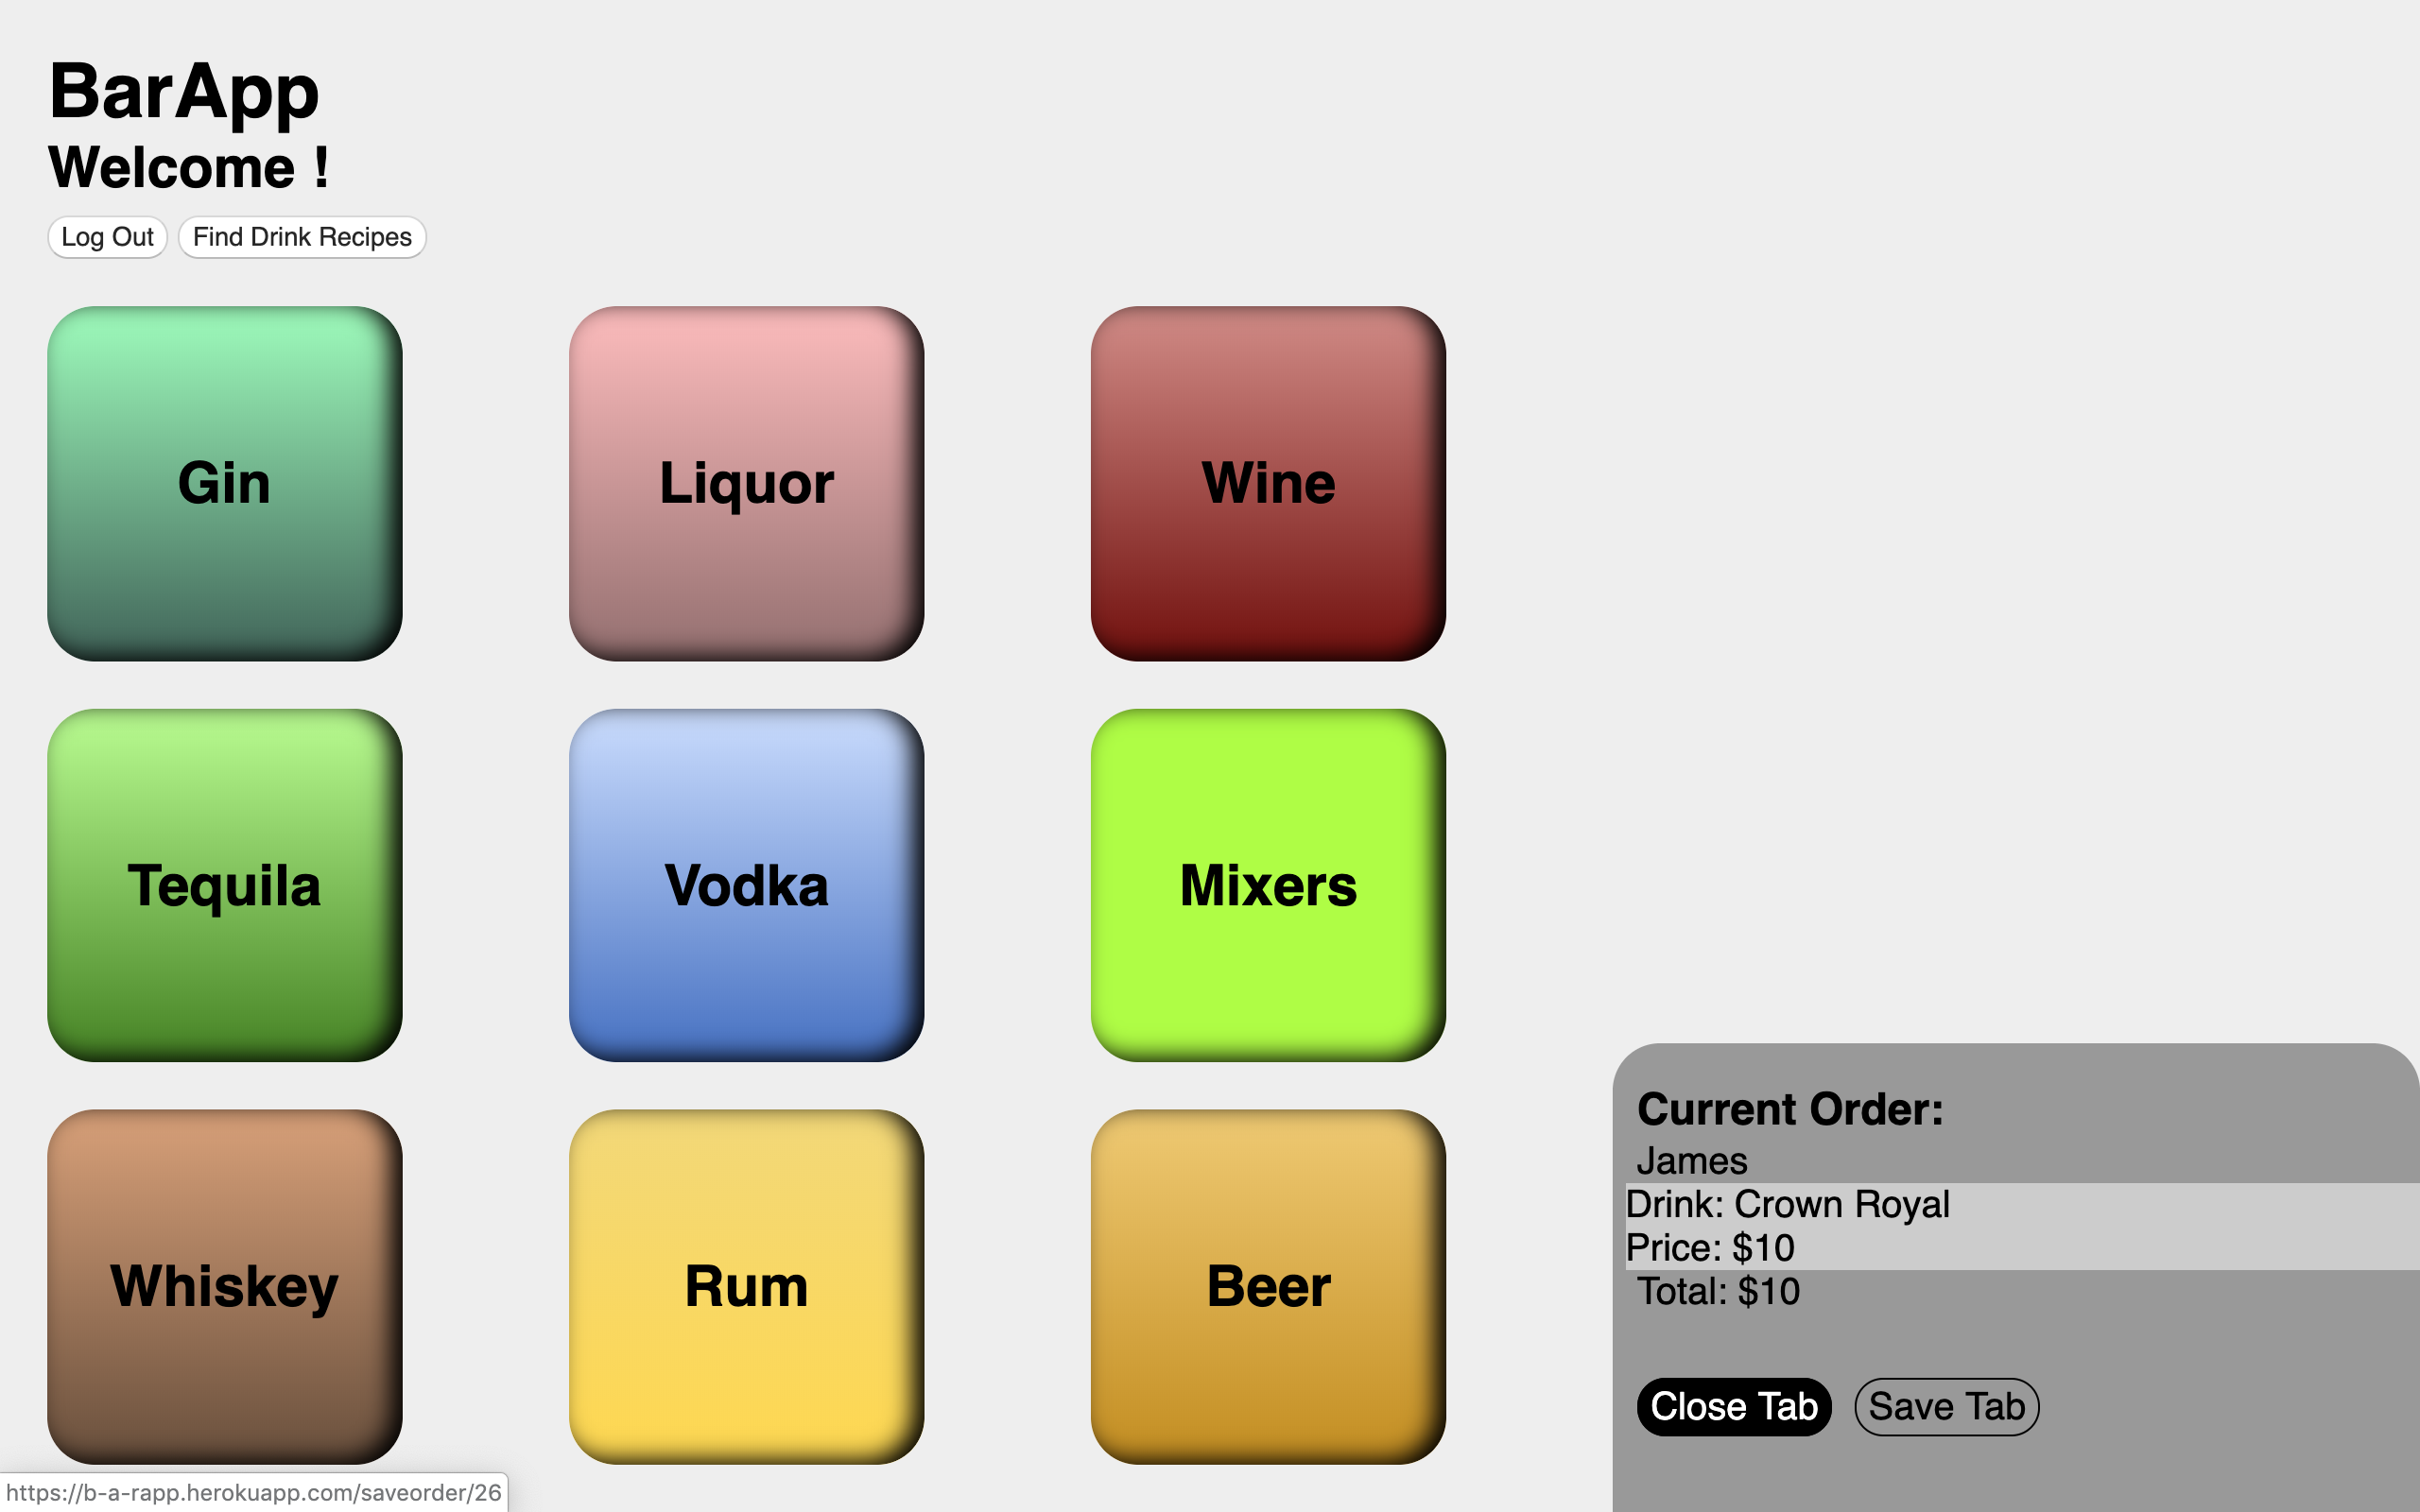 BarApp
Welcome !
Log Out Find Drink Recipes
Gin Liquor Wine
Tequila Vodka Mixers
Whiskey Rum Beer
Current Order:
James
Drink: Crown Royal
Price: $10
Total: $10
Close Tab Save Tab
https://b-a-rapp.herokuapp.com/saveorder/26